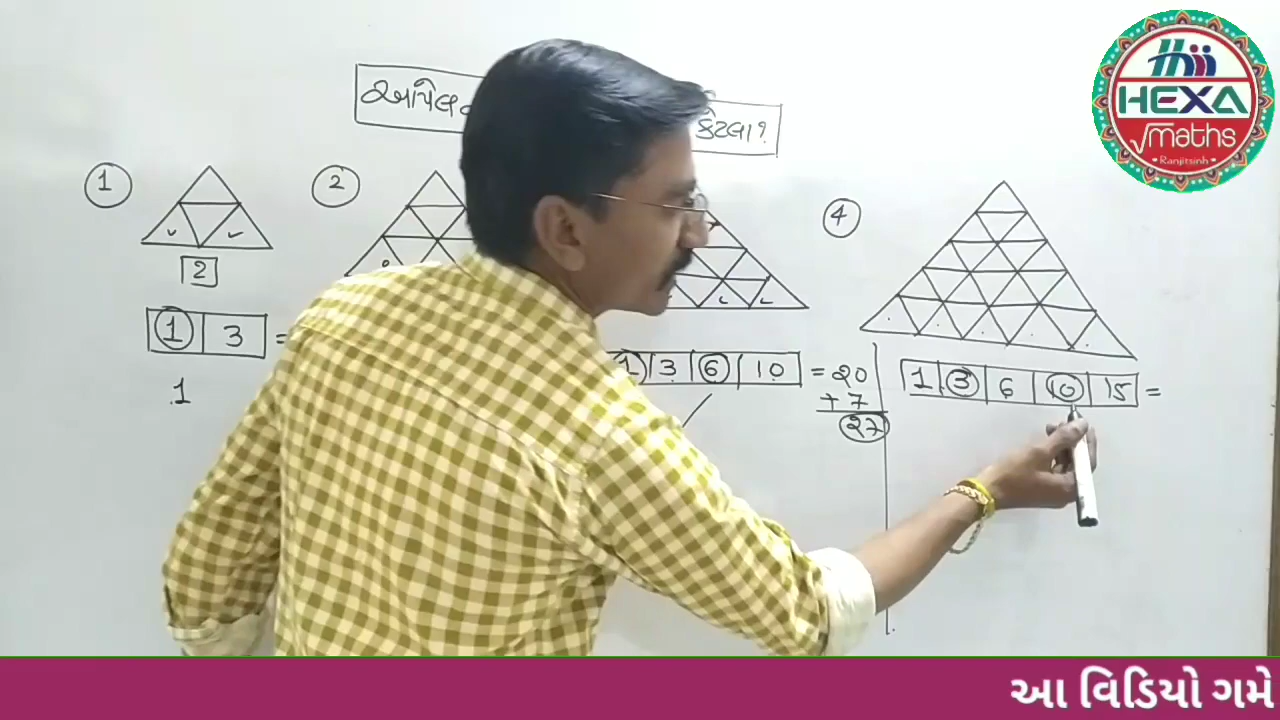 HEXA
√maths
Ranjitsinh
આપેલ
કેટલા?
1
2
4
2
1 3 =
1
1 3 6 10 = 20
+ 7
27
1 3 6 10 15 =
આ વિડિયો ગમે